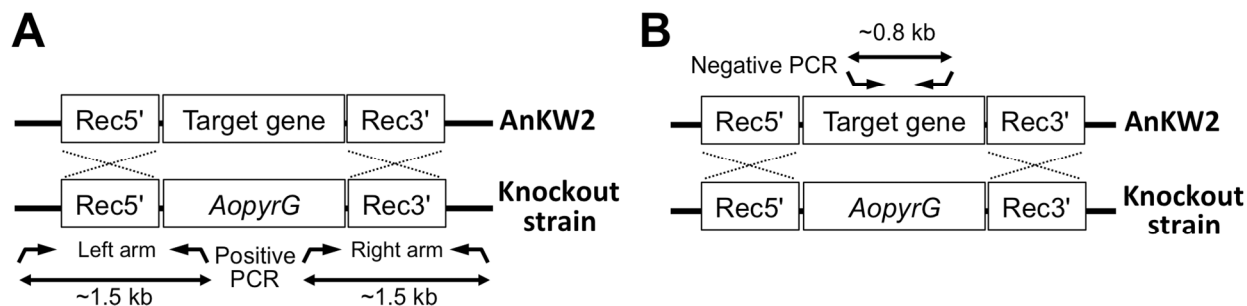 A
Rec5'
Target gene
Rec3'
AnKW2
Rec5'
AopyrG
Rec3'
Knockout
strain
Left arm
Positive
PCR
Right arm
~1.5 kb
~1.5 kb
B
~0.8 kb
Negative PCR
Rec5'
Target gene
Rec3'
AnKW2
Rec5'
AopyrG
Rec3'
Knockout
strain